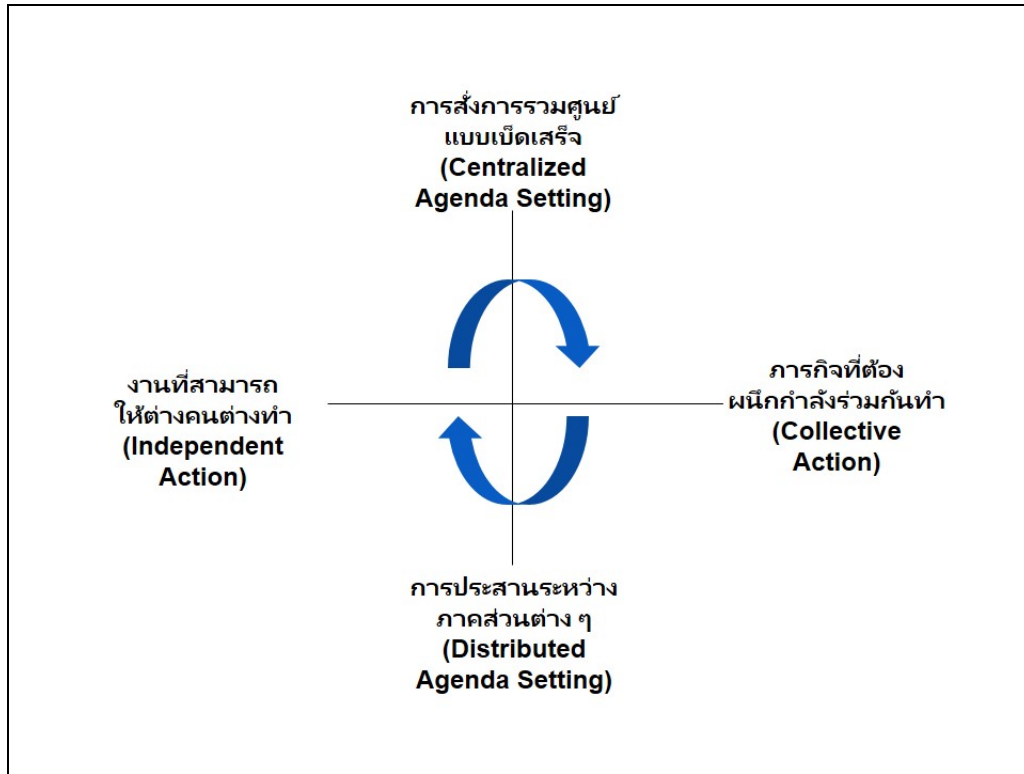 การสั่งการรวมศูนย์
แบบเบ็ดเสร็จ
(Centralized
Agenda Setting)
งานที่สามารถ
ให้ต่างคนต่างทำ
(Independent
Action)
ภารกิจที่ต้อง
ผนึกกำลังร่วมกันทำ
(Collective
Action)
การประสานระหว่าง
ภาคส่วนต่าง ๆ
(Distributed
Agenda Setting)